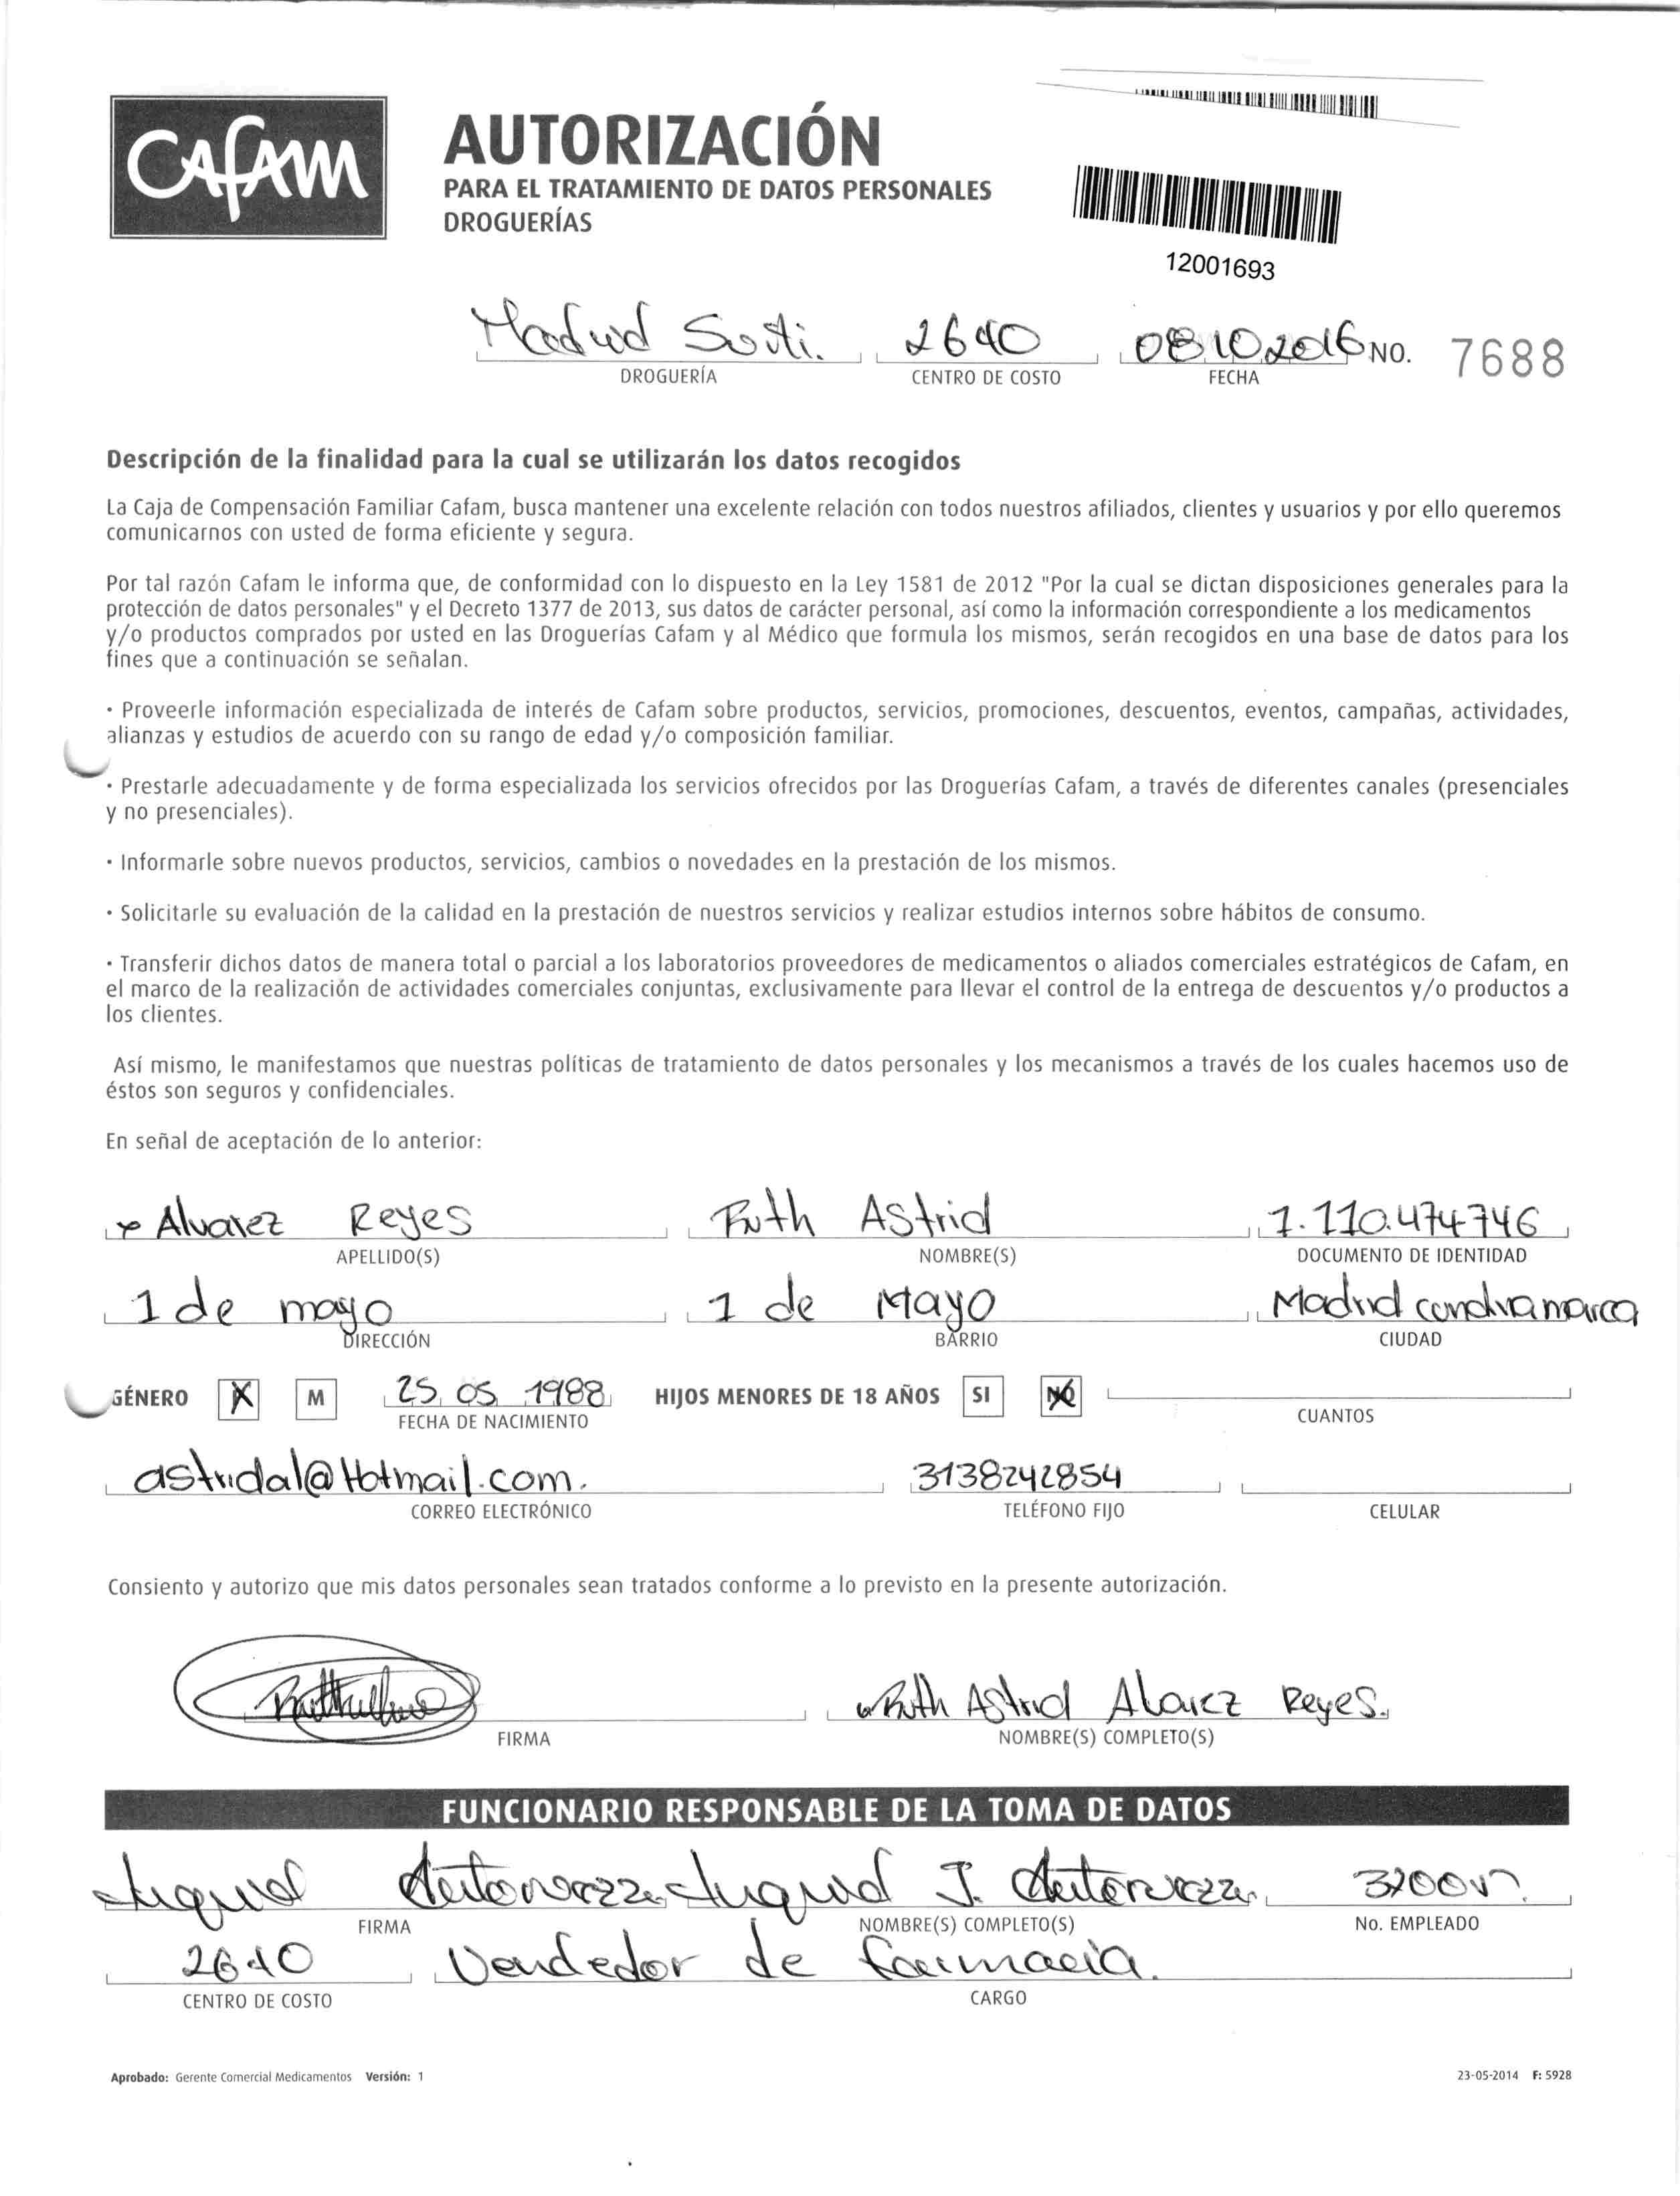 Cafam
AUTORIZACIÓN
PARA EL TRATAMIENTO DE DATOS PERSONALES
DROGUERÍAS
12001693
Madrid 2640 08 10 2016 NO. 7688
DROGUERÍA CENTRO DE COSTO FECHA
Descripción de la finalidad para la cual se utilizarán los datos recogidos
La Caja de Compensación Familiar Cafam, busca mantener una excelente relación con todos nuestros afiliados, clientes y usuarios y por ello queremos
comunicarnos con usted de forma eficiente y segura.
Por tal razón Cafam le informa que, de conformidad con lo dispuesto en la Ley 1581 de 2012 "Por la cual se dictan disposiciones generales para la
protección de datos personales" y el Decreto 1377 de 2013, sus datos de carácter personal, así como la información correspondiente a los medicamentos
y/o productos comprados por usted en las Droguerías Cafam y al Médico que formula los mismos, serán recogidos en una base de datos para los
fines que a continuación se señalan.
· Proveerle información especializada de interés de Cafam sobre productos, servicios, promociones, descuentos, eventos, campañas, actividades,
alianzas y estudios de acuerdo con su rango de edad y/o composición familiar.
· Prestarle adecuadamente y de forma especializada los servicios ofrecidos por las Droguerías Cafam, a través de diferentes canales (presenciales
y no presenciales).
· Informarle sobre nuevos productos, servicios, cambios o novedades en la prestación de los mismos.
· Solicitarle su evaluación de la calidad en la prestación de nuestros servicios y realizar estudios internos sobre hábitos de consumo.
· Transferir dichos datos de manera total o parcial a los laboratorios proveedores de medicamentos o aliados comerciales estratégicos de Cafam, en
el marco de la realización de actividades comerciales conjuntas, exclusivamente para llevar el control de la entrega de descuentos y/o productos a
los clientes.
Así mismo, le manifestamos que nuestras políticas de tratamiento de datos personales y los mecanismos a través de los cuales hacemos uso de
éstos son seguros y confidenciales.
En señal de aceptación de lo anterior:
x Alvarez Reyes Ruth Astrid 1.110.474746
APELLIDO(S) NOMBRE(S) DOCUMENTO DE IDENTIDAD
1 de mayo 1 de Mayo Madrid cundinamarca
DIRECCIÓN BARRIO CIUDAD
GÉNERO X M 25 05 1988 HIJOS MENORES DE 18 AÑOS SI NO
FECHA DE NACIMIENTO CUANTOS
astridal@Hotmail.com. 3138242854
CORREO ELECTRÓNICO TELÉFONO FIJO CELULAR
Consiento y autorizo que mis datos personales sean tratados conforme a lo previsto en la presente autorización.
Ruth Astrid Alvarez Reyes.
FIRMA NOMBRE(S) COMPLETO(S)
FUNCIONARIO RESPONSABLE DE LA TOMA DE DATOS
J.
FIRMA NOMBRE(S) COMPLETO(S) No. EMPLEADO
2640 Vendedor de farmacia.
CENTRO DE COSTO CARGO
Aprobado: Gerente Comercial Medicamentos Versión: 1 23-05-2014 F: 5928